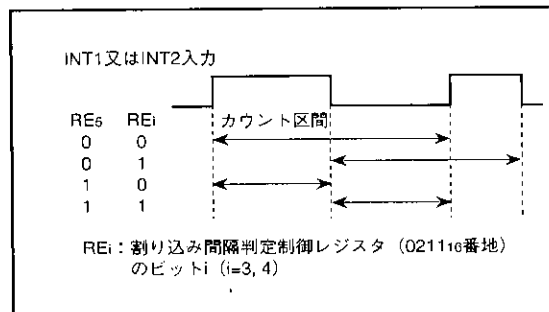 INT1又はINT2入力
RE5 REi カウント区間
0 0
0 1
1 0
1 1
REi：割り込み間隔判定制御レジスタ（021116番地）
のビットi（i=3, 4）